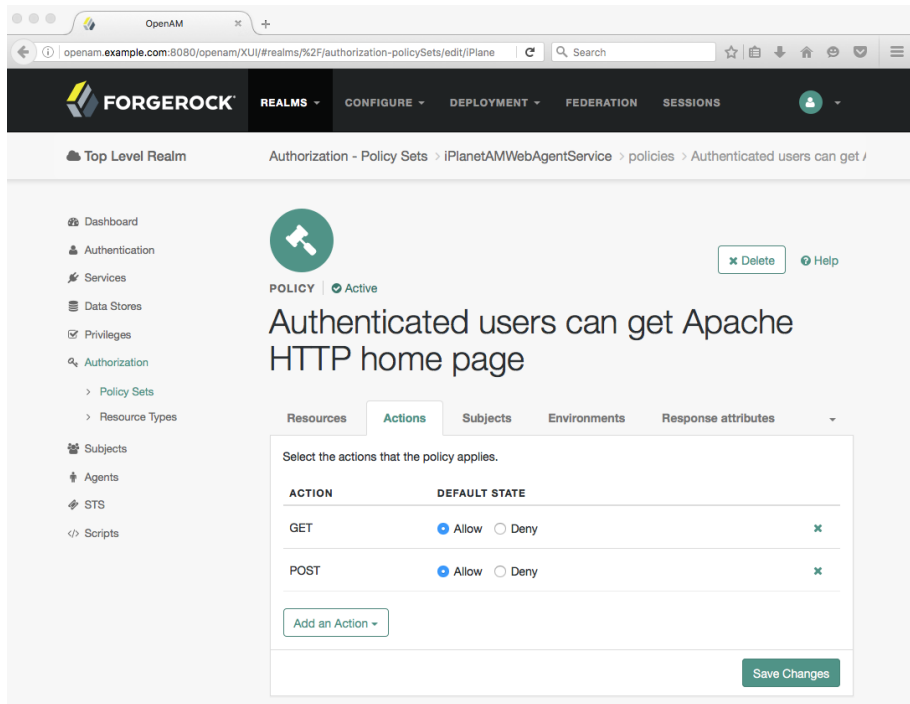 OpenAM
openam.example.com:8080/openam/XUI/#realms/%2F/authorization-policySets/edit/iPlane
Search
FORGEROCK
REALMS CONFIGURE DEPLOYMENT FEDERATION SESSIONS
Top Level Realm
Authorization - Policy Sets > iPlanetAMWebAgentService > policies > Authenticated users can get
Dashboard
Authentication
Services
Data Stores
Privileges
Authorization
> Policy Sets
> Resource Types
Subjects
Agents
STS
</> Scripts
Delete
Help
POLICY Active
Authenticated users can get Apache
HTTP home page
Resources Actions Subjects Environments Response attributes
Select the actions that the policy applies.
ACTION DEFAULT STATE
GET Allow Deny
POST Allow Deny
Add an Action
Save Changes